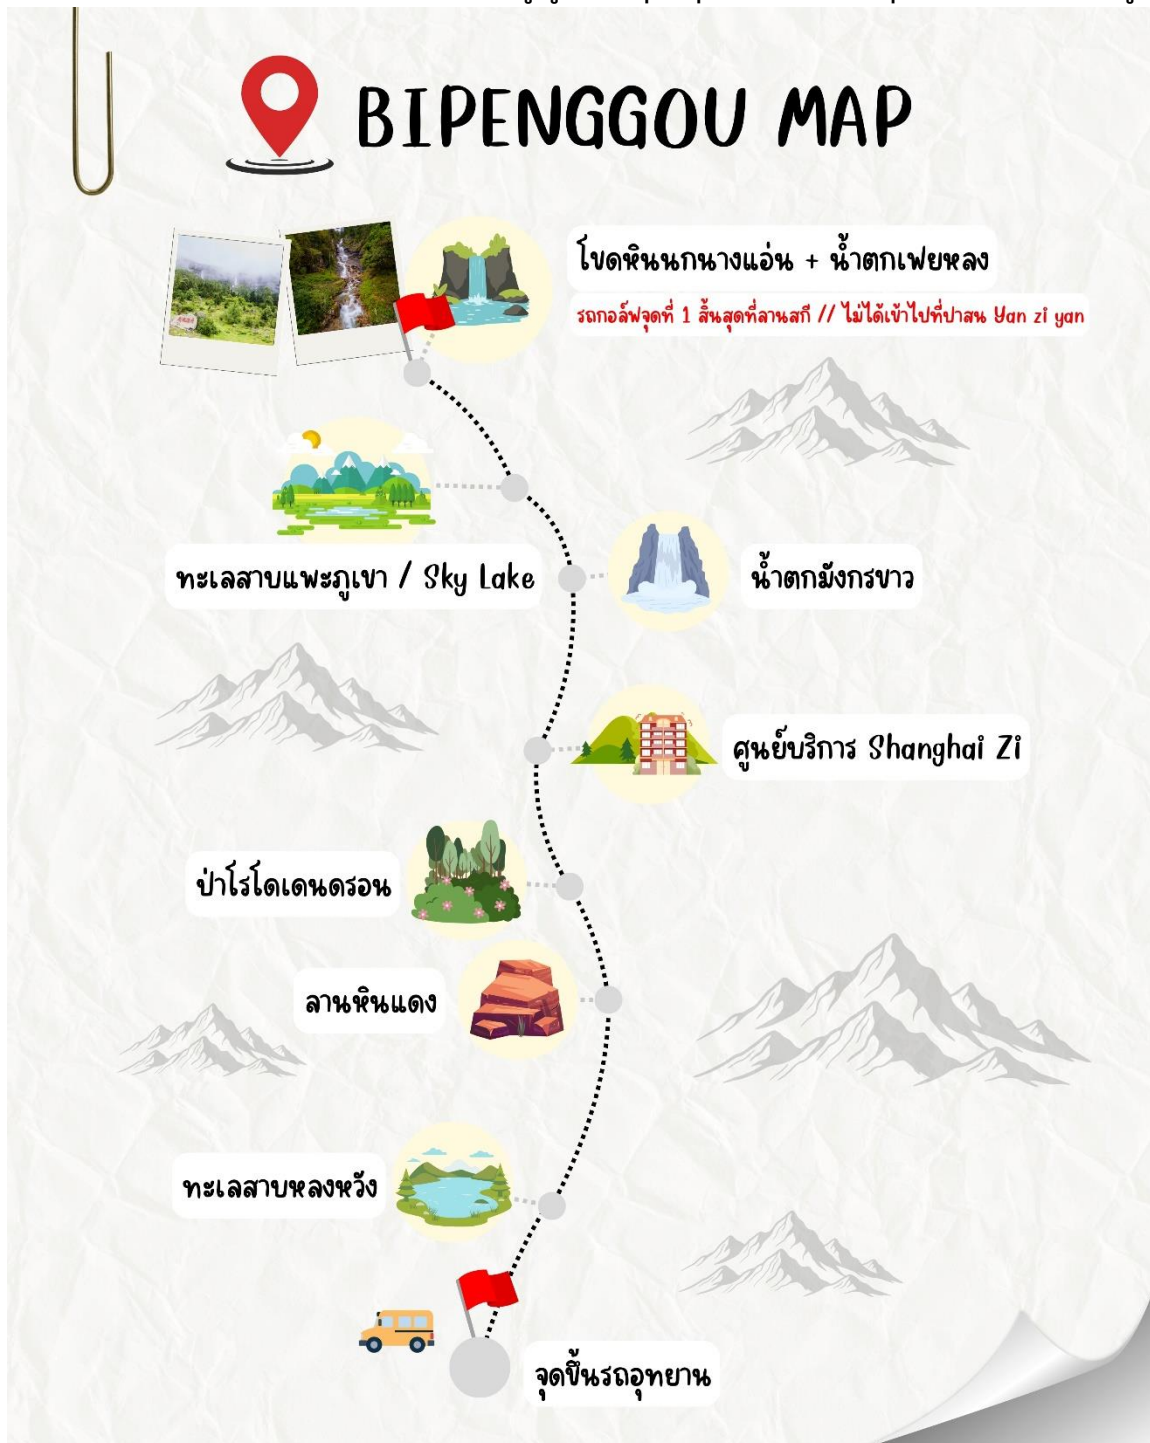 BIPENGGOU MAP
โขดหินนกนางแอ่น + น้ำตกเฟยหลง
รถกอล์ฟจุดที่ 1 สิ้นสุดที่ลานสกี // ไม่ได้เข้าไปที่ปาสน Yan zi yan
ทะเลสาบแพะภูเขา / Sky Lake
น้ำตกมังกรขาว
ศูนย์บริการ Shanghai Zi
ป่าโรโดเดนดรอน
ลานหินแดง
ทะเลสาบหลงหวัง
จุดขึ้นรถอุทยาน